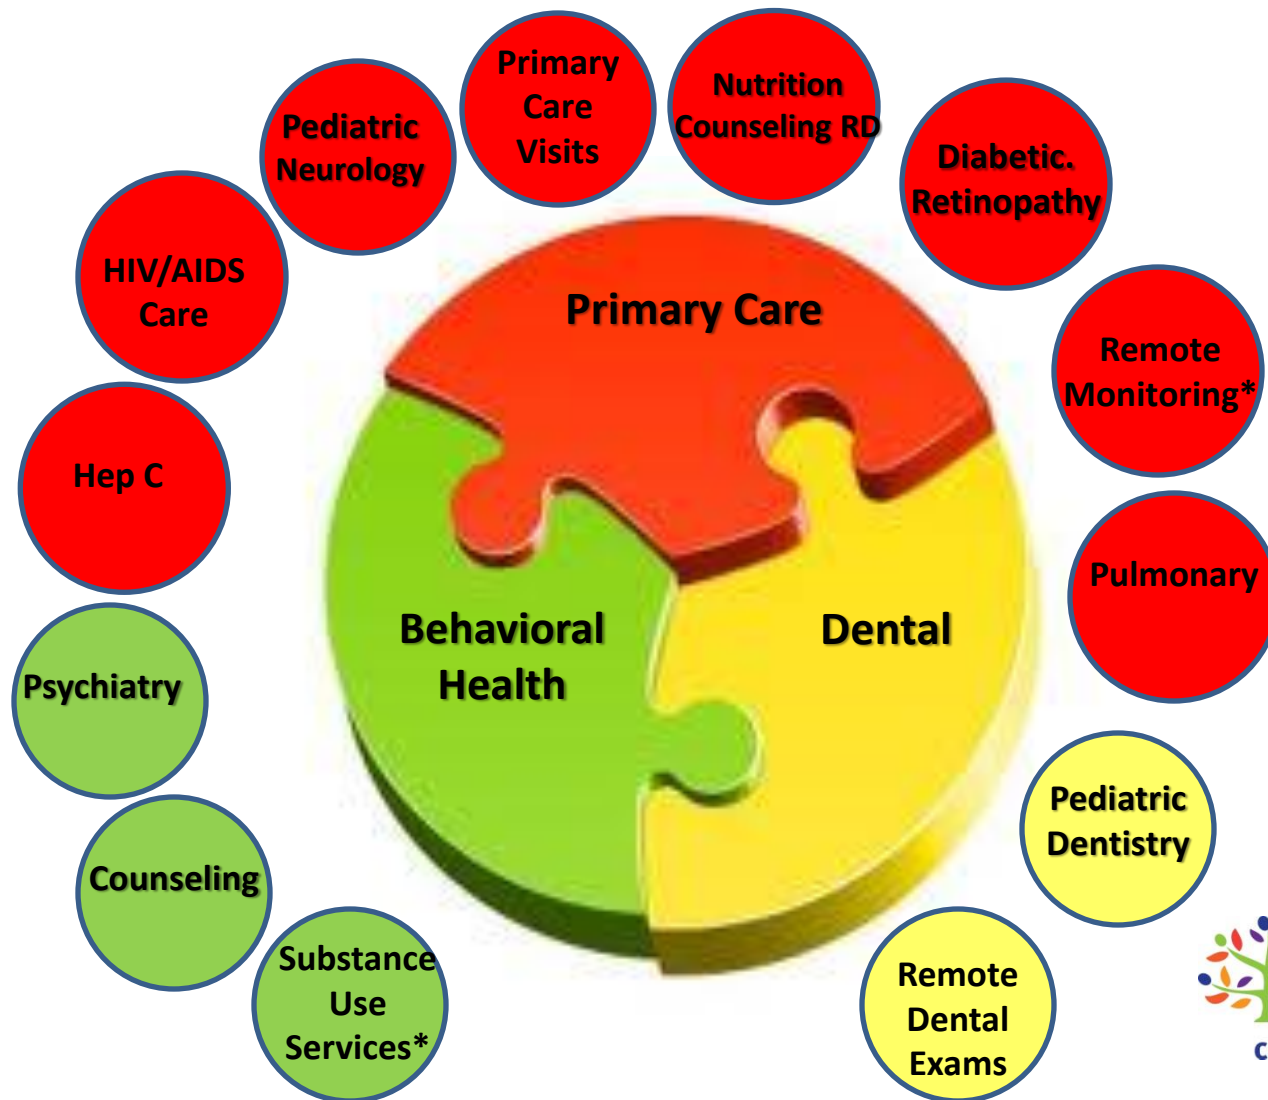 Primary
Care
Visits
Nutrition
Counseling RD
Pediatric
Neurology
Diabetic.
Retinopathy
HIV/AIDS
Care
Primary Care
Remote
Monitoring*
Hep C
Pulmonary
Behavioral
Health
Dental
Psychiatry
Pediatric
Dentistry
Counseling
Substance
Use
Services*
Remote
Dental
Exams